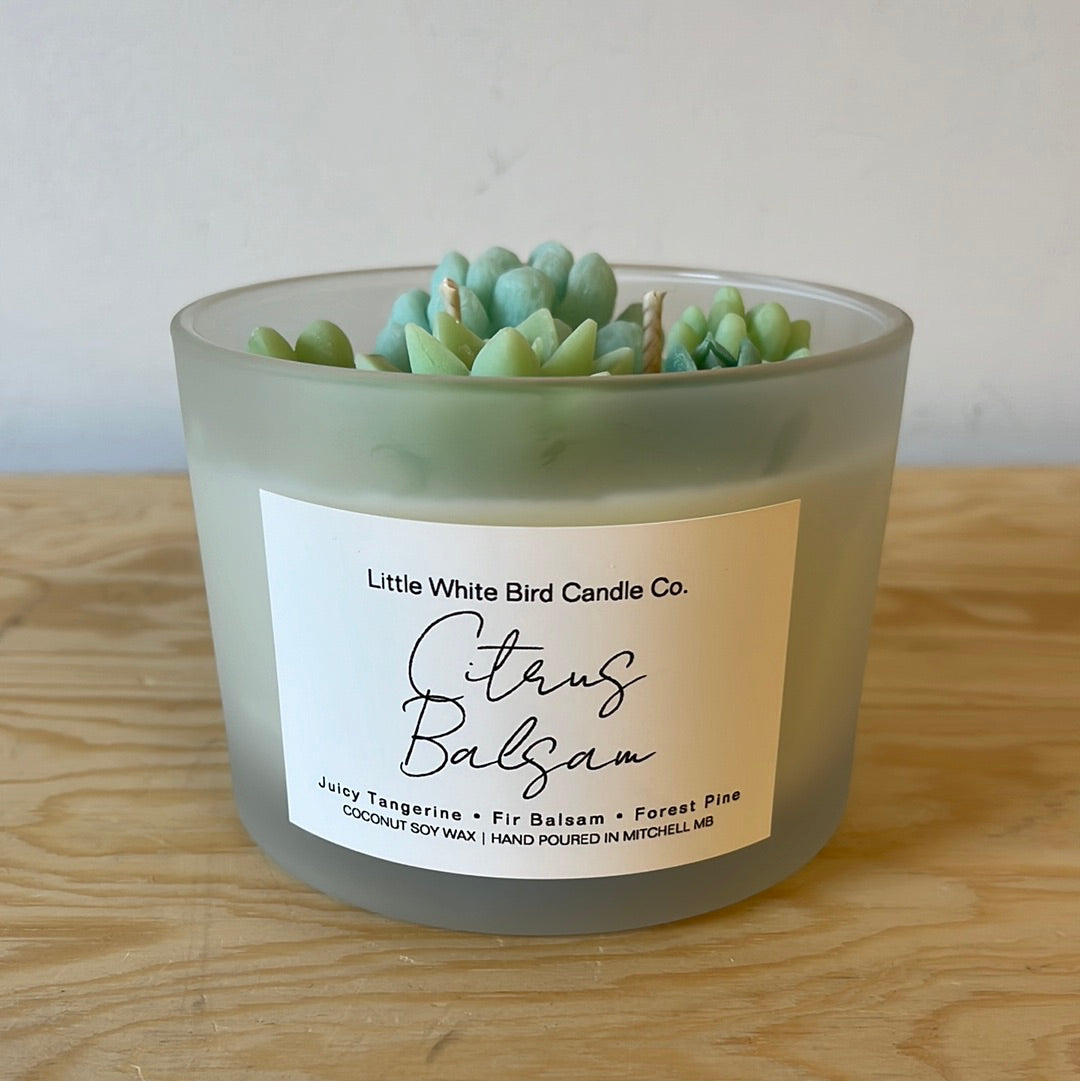 Little White Bird Candle Co.
Citrus
Balsam
Juicy Tangerine • Fir Balsam • Forest Pine
COCONUT SOY WAX | HAND POURED IN MITCHELL MB